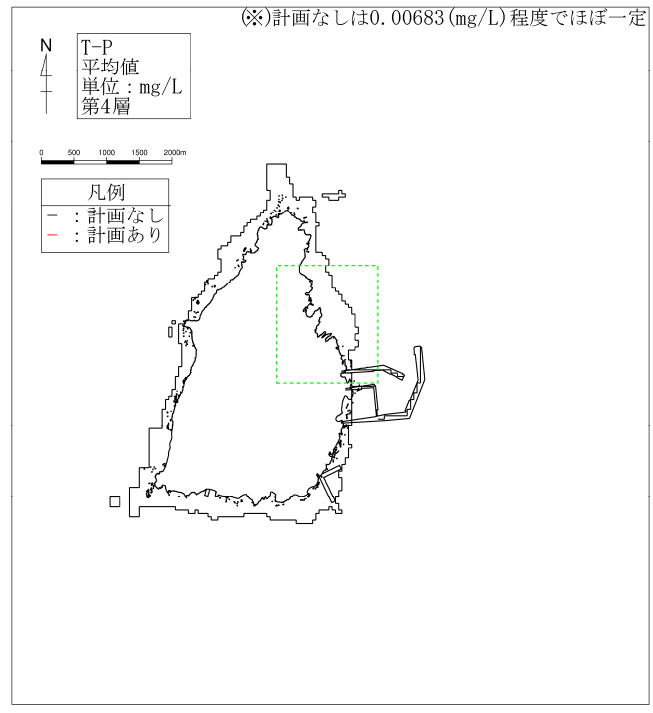 (※)計画なしは0.00683(mg/L)程度でほぼ一定
N
T-P
平均値
単位：mg/L
第4層
0 500 1000 1500 2000m
凡例
－ ：計画なし
－ ：計画あり